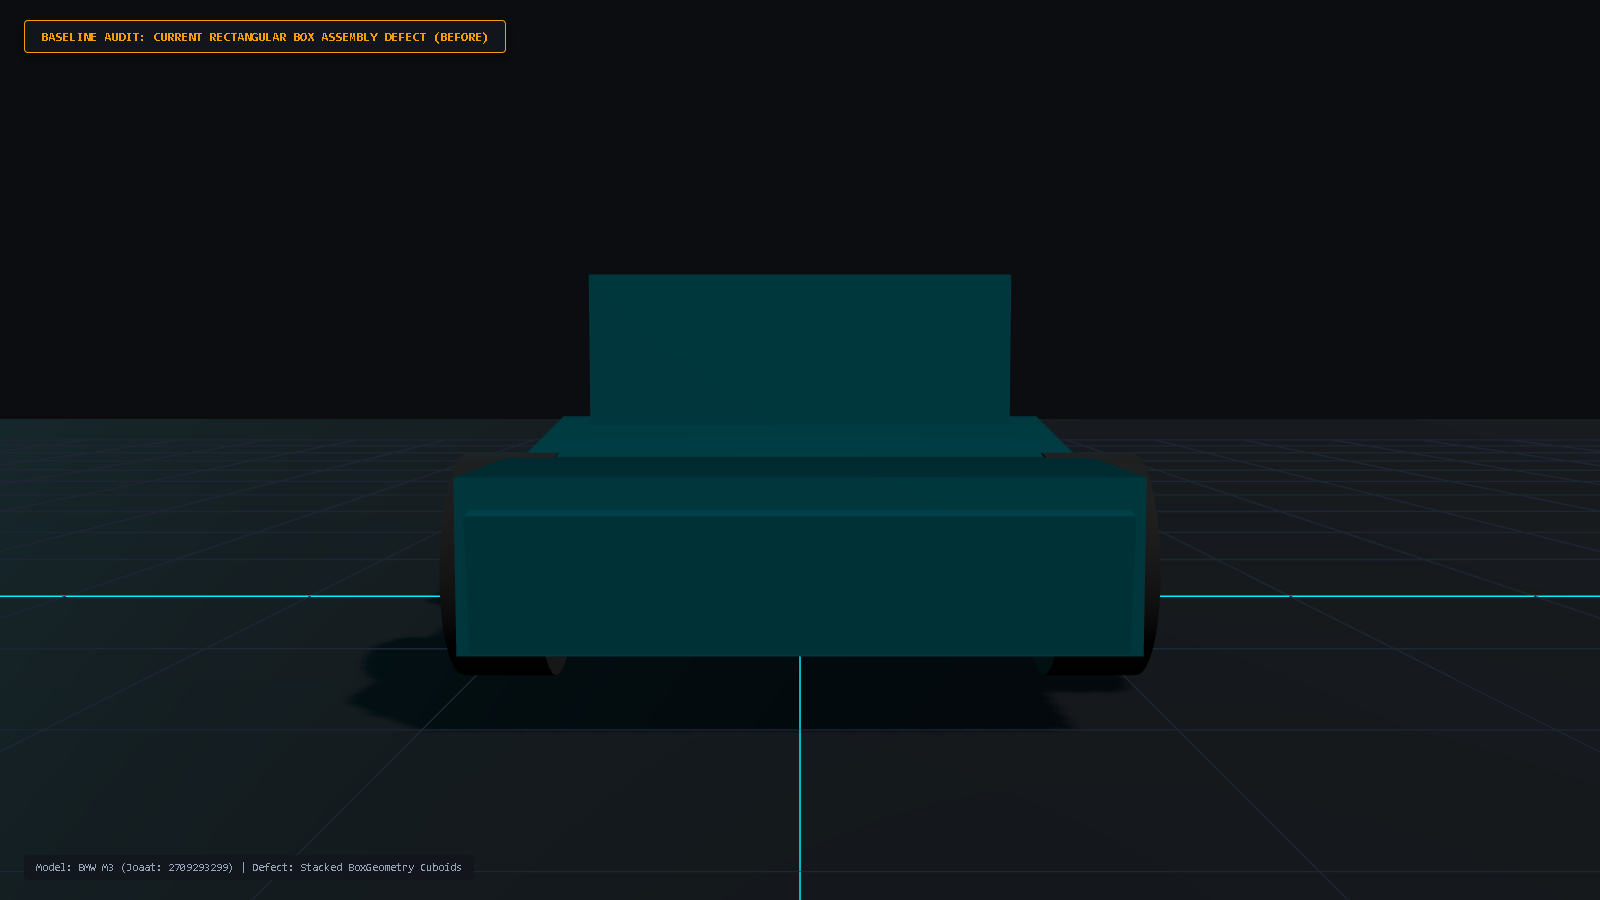 BASELINE AUDIT: CURRENT RECTANGULAR BOX ASSEMBLY DEFECT (BEFORE)
Model: BMW M3 (Joaat: 2709293299) | Defect: Stacked BoxGeometry Cuboids